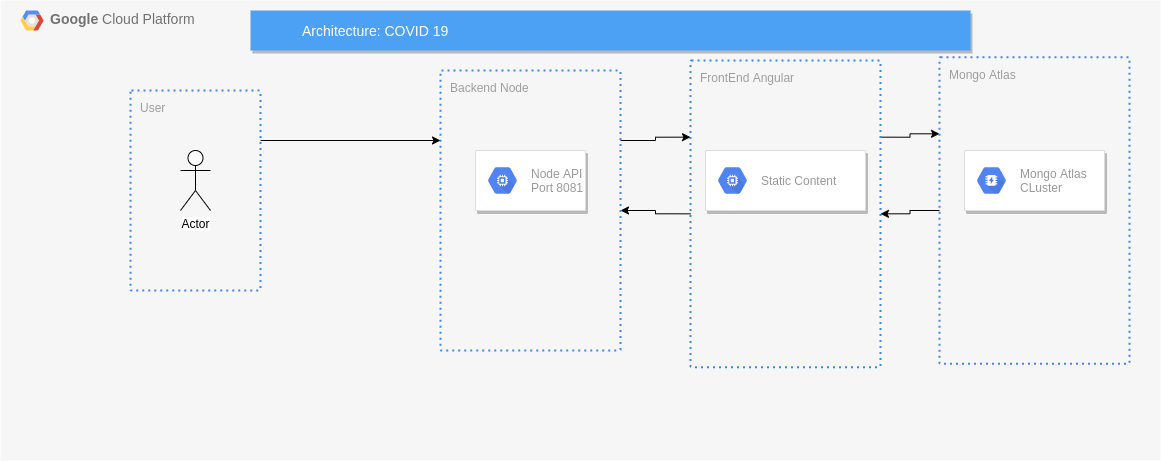 Google Cloud Platform
Architecture: COVID 19
User
Actor
Backend Node
Node API
Port 8081
FrontEnd Angular
Static Content
Mongo Atlas
Mongo Atlas
CLuster